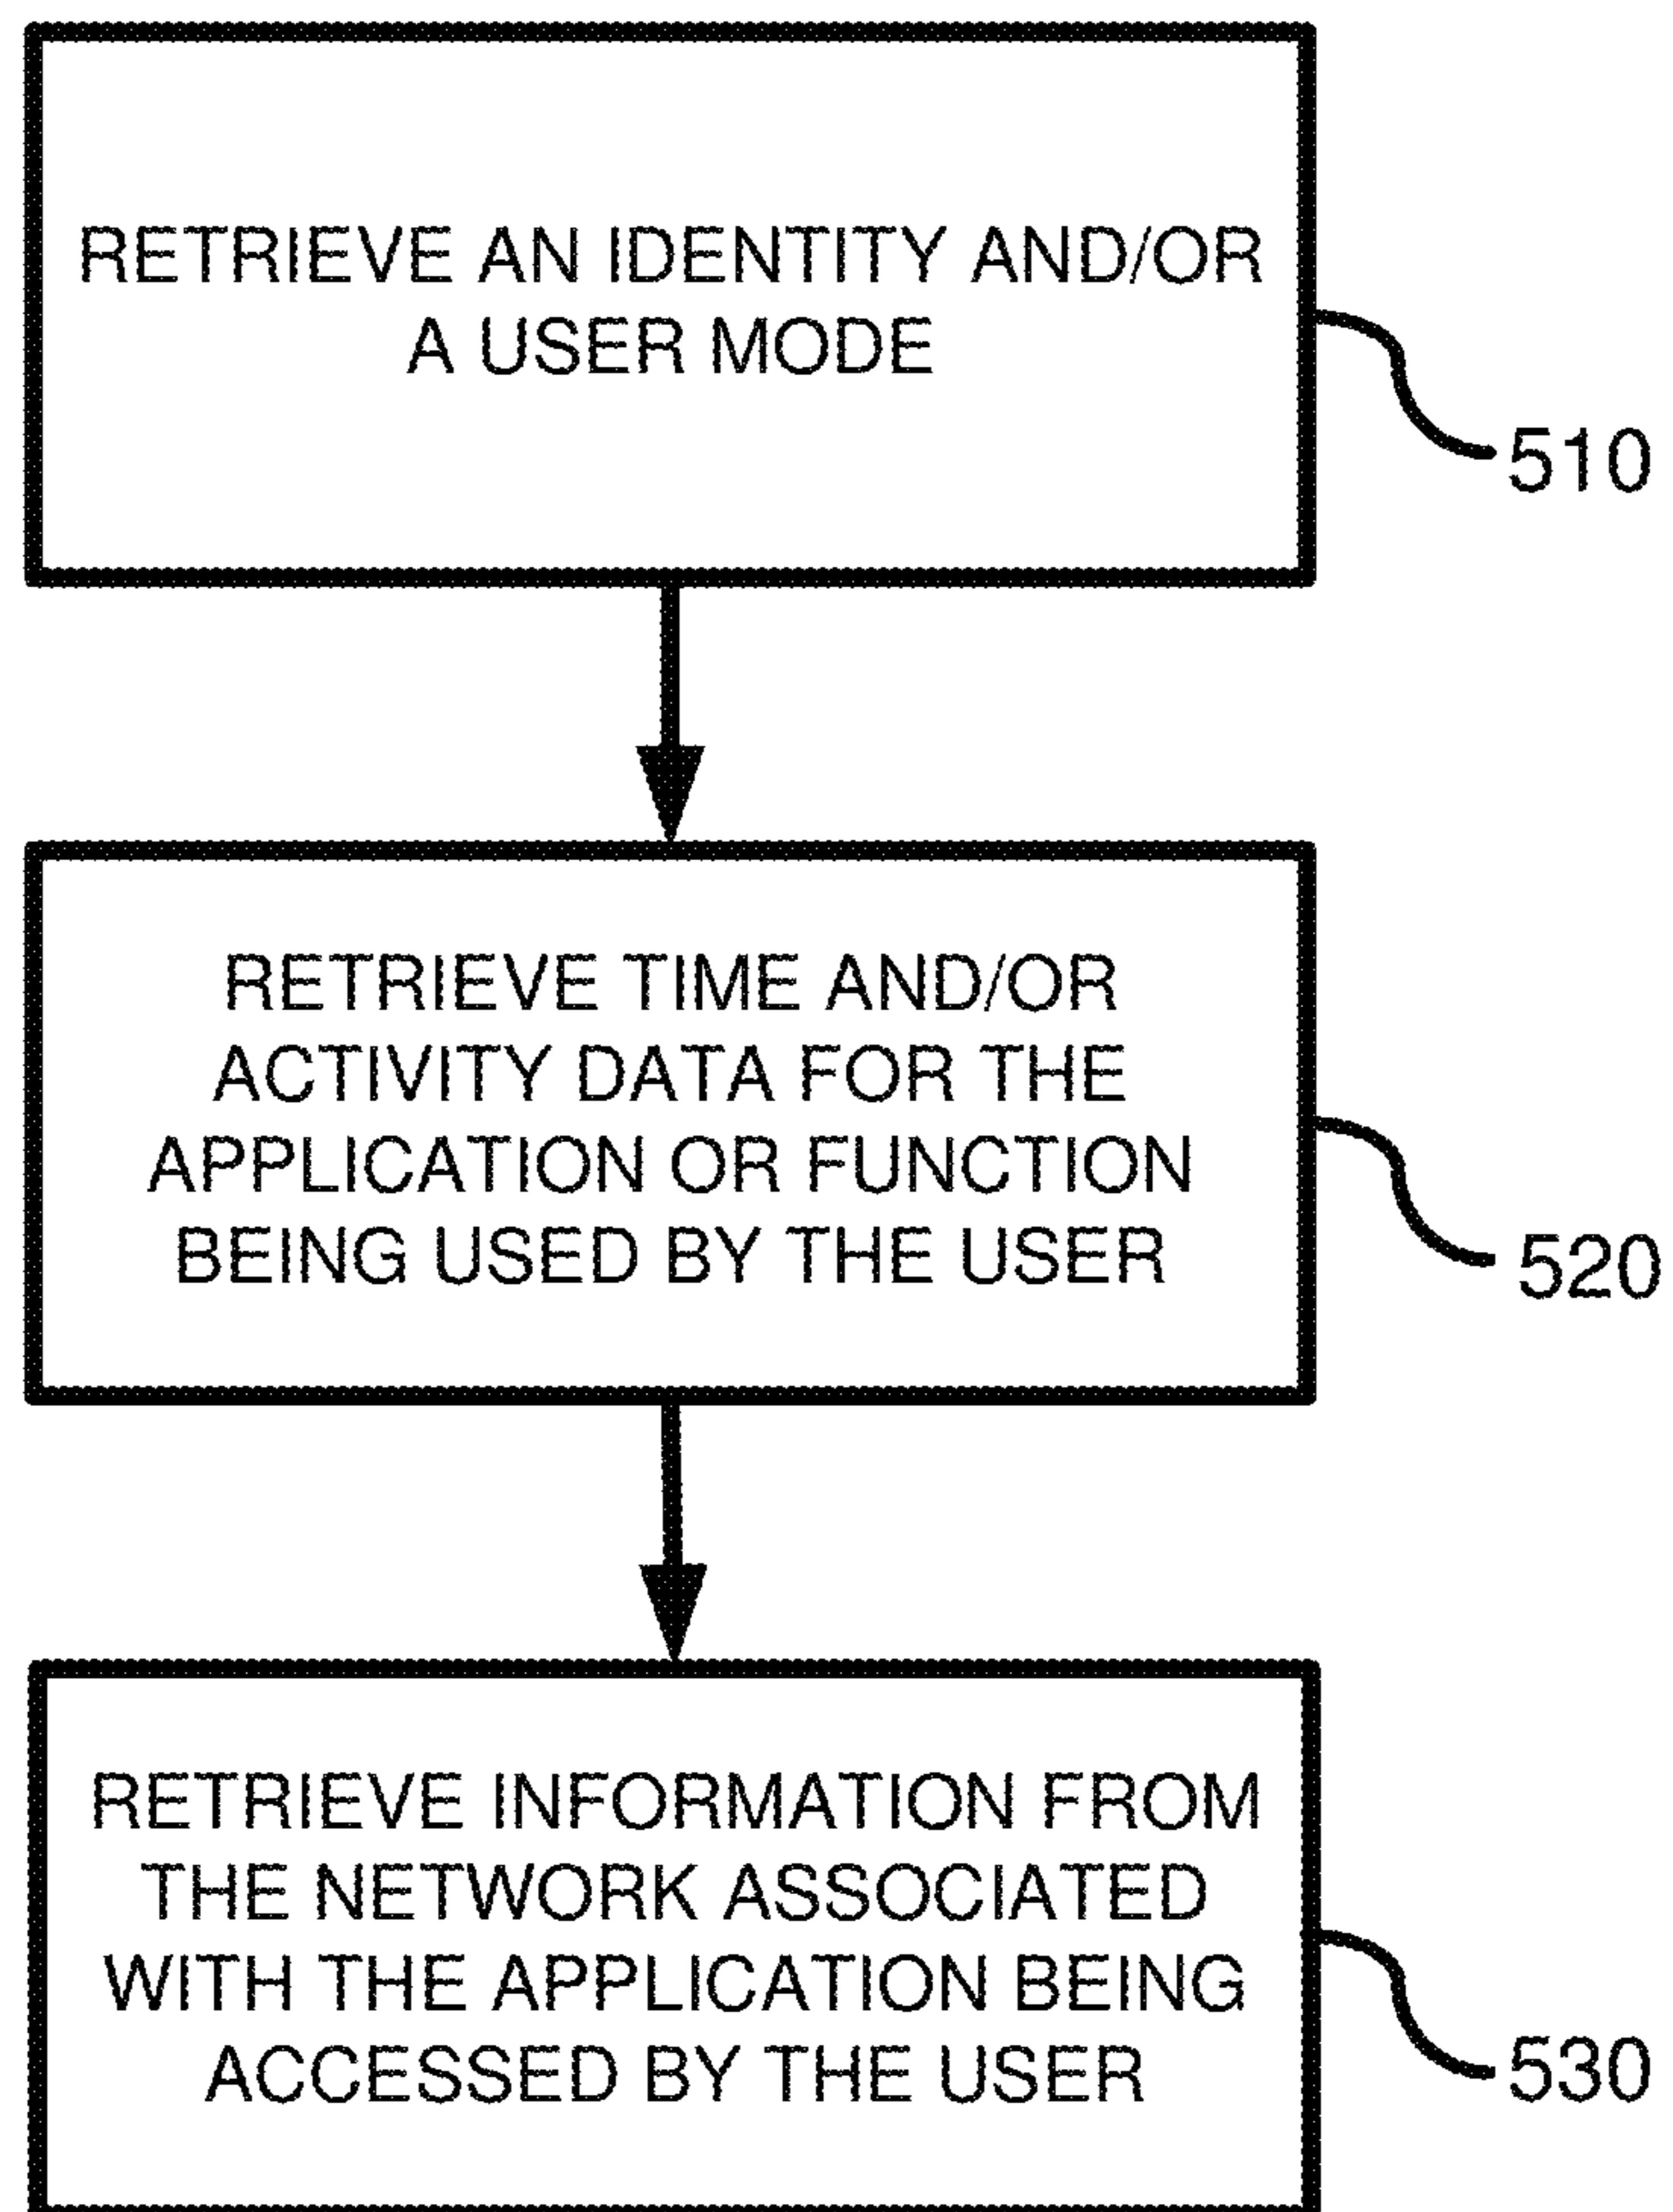 RETRIEVE AN IDENTITY AND/OR
A USER MODE
510
RETRIEVE TIME AND/OR
ACTIVITY DATA FOR THE
APPLICATION OR FUNCTION
BEING USED BY THE USER
520
RETRIEVE INFORMATION FROM
THE NETWORK ASSOCIATED
WITH THE APPLICATION BEING
ACCESSED BY THE USER
530